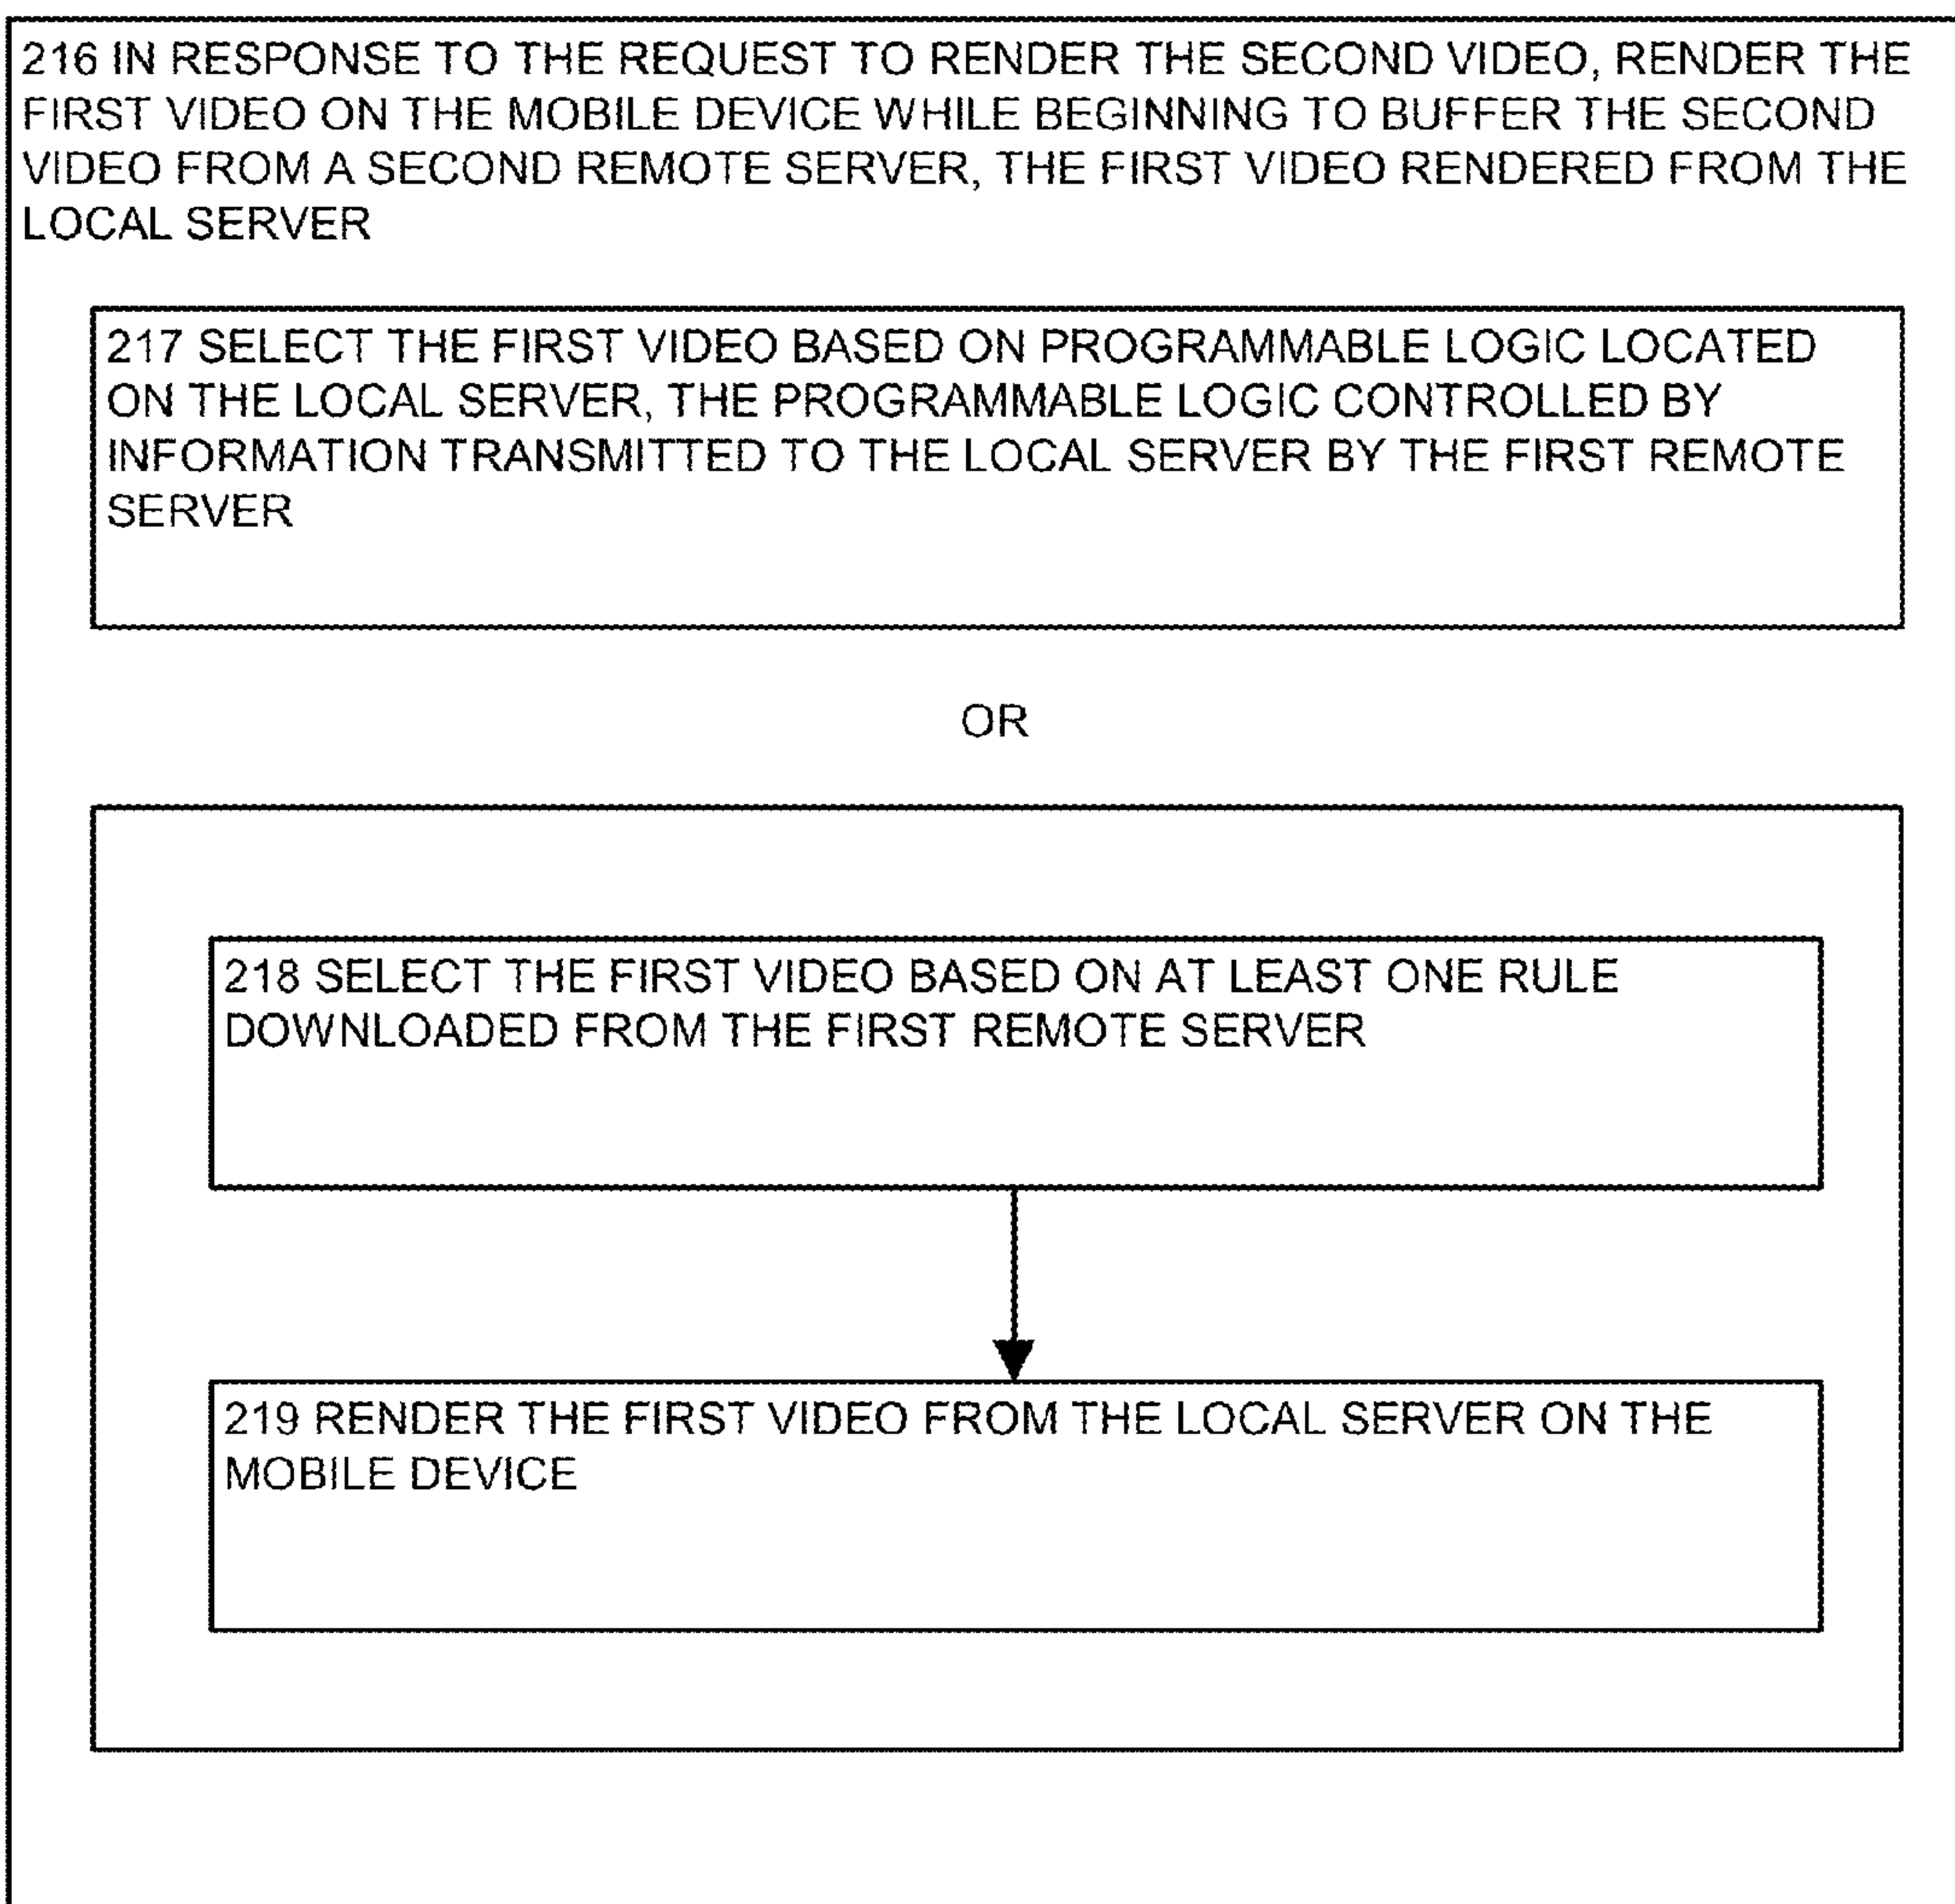 216 IN RESPONSE TO THE REQUEST TO RENDER THE SECOND VIDEO, RENDER THE
FIRST VIDEO ON THE MOBILE DEVICE WHILE BEGINNING TO BUFFER THE SECOND
VIDEO FROM A SECOND REMOTE SERVER, THE FIRST VIDEO RENDERED FROM THE
LOCAL SERVER
217 SELECT THE FIRST VIDEO BASED ON PROGRAMMABLE LOGIC LOCATED
ON THE LOCAL SERVER, THE PROGRAMMABLE LOGIC CONTROLLED BY
INFORMATION TRANSMITTED TO THE LOCAL SERVER BY THE FIRST REMOTE
SERVER
OR
218 SELECT THE FIRST VIDEO BASED ON AT LEAST ONE RULE
DOWNLOADED FROM THE FIRST REMOTE SERVER
219 RENDER THE FIRST VIDEO FROM THE LOCAL SERVER ON THE
MOBILE DEVICE